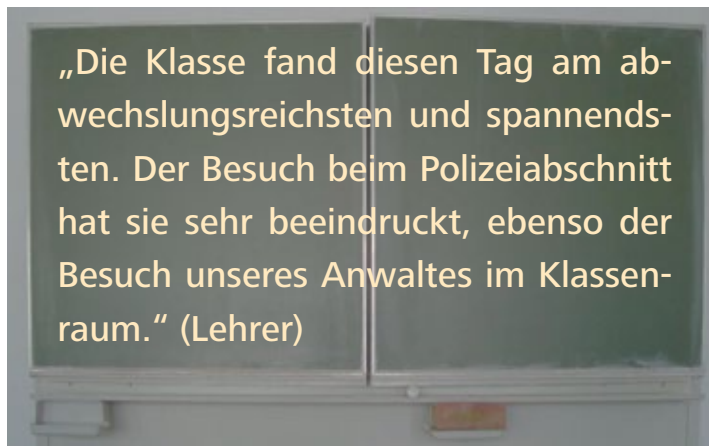 „Die Klasse fand diesen Tag am ab-
wechslungsreichsten und spannends-
ten. Der Besuch beim Polizeiabschnitt
hat sie sehr beeindruckt, ebenso der
Besuch unseres Anwaltes im Klassen-
raum.“ (Lehrer)